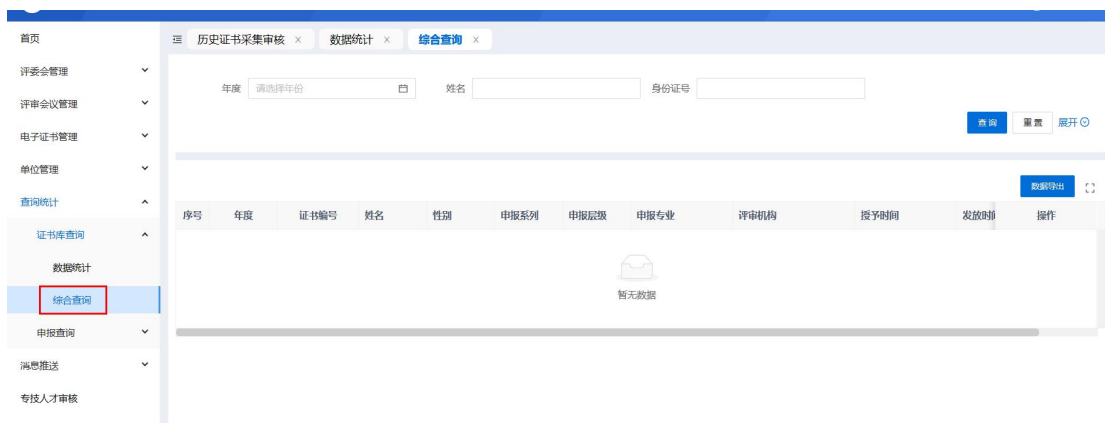 首页
历史证书采集审核 ×
数据统计 ×
综合查询 ×
评委会管理
年度 请选择年份
姓名
身份证号
评审会议管理
查询 重置 展开
电子证书管理
单位管理
数据导出
查询统计
序号 年度 证书编号 姓名 性别 申报系列 申报层级 申报专业 评审机构 授予时间 发放时 操作
证书库查询
数据统计
暂无数据
综合查询
申报查询
消息推送
专技人才审核